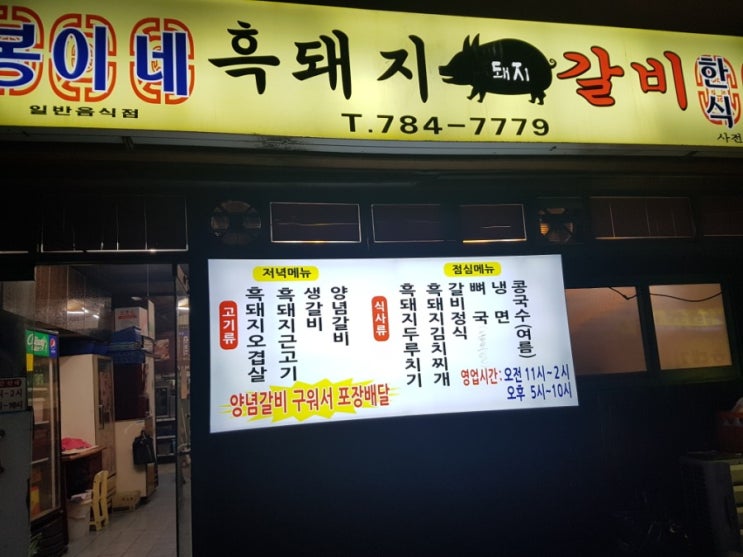 봉이네 흑돼지 돼지 갈비 한식
일반음식점
T.784-7779
저녁메뉴
고기류
흑돼지오겹살
흑돼지근고기
생갈비
양념갈비
양념갈비 구워서 포장배달
점심메뉴
식사류
흑돼지두루치기
흑돼지김치찌개
갈비정식
뼈국
냉면
콩국수(여름)
영업시간: 오전 11시~2시
오후 5시~10시